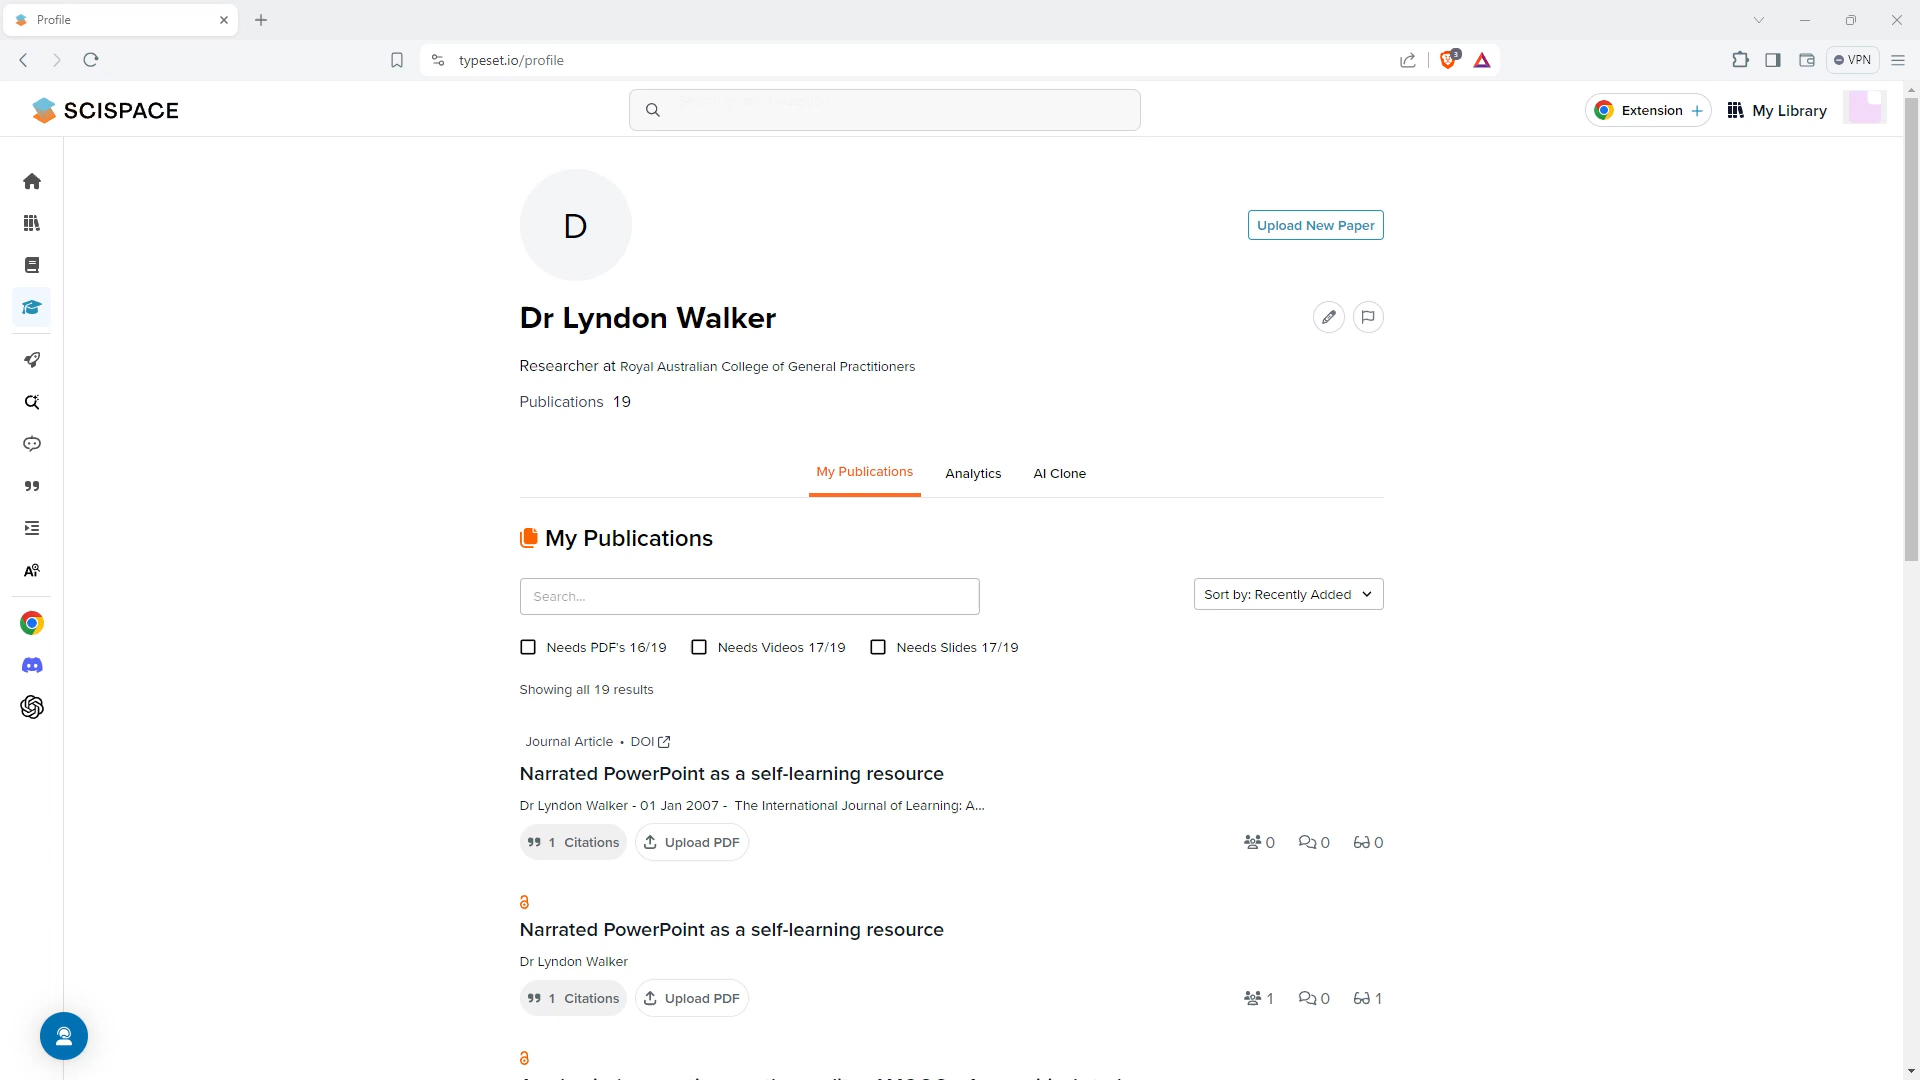 Profile
typeset.io/profile
3
VPN
SCISPACE
Extension +
My Library
D
Upload New Paper
Dr Lyndon Walker
Researcher at Royal Australian College of General Practitioners
Publications 19
My Publications
Analytics
AI Clone
My Publications
Search...
Sort by: Recently Added
Needs PDF's 16/19
Needs Videos 17/19
Needs Slides 17/19
Showing all 19 results
Journal Article • DOI
Narrated PowerPoint as a self-learning resource
Dr Lyndon Walker - 01 Jan 2007 - The International Journal of Learning: A...
1 Citations
Upload PDF
0
0
0
Narrated PowerPoint as a self-learning resource
Dr Lyndon Walker
1 Citations
Upload PDF
1
0
1